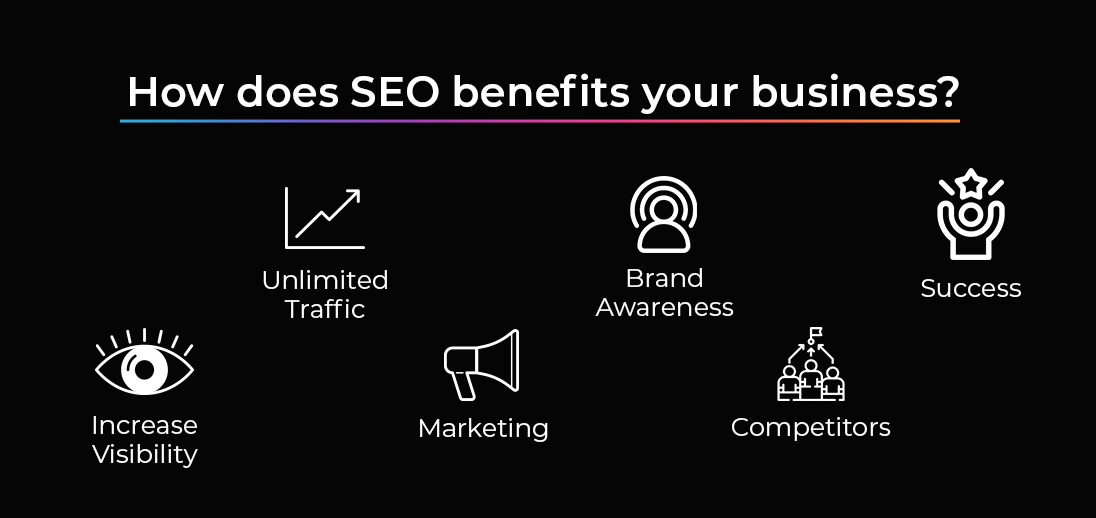 How does SEO benefits your business?
Increase
Visibility
Unlimited
Traffic
Marketing
Brand
Awareness
Competitors
Success